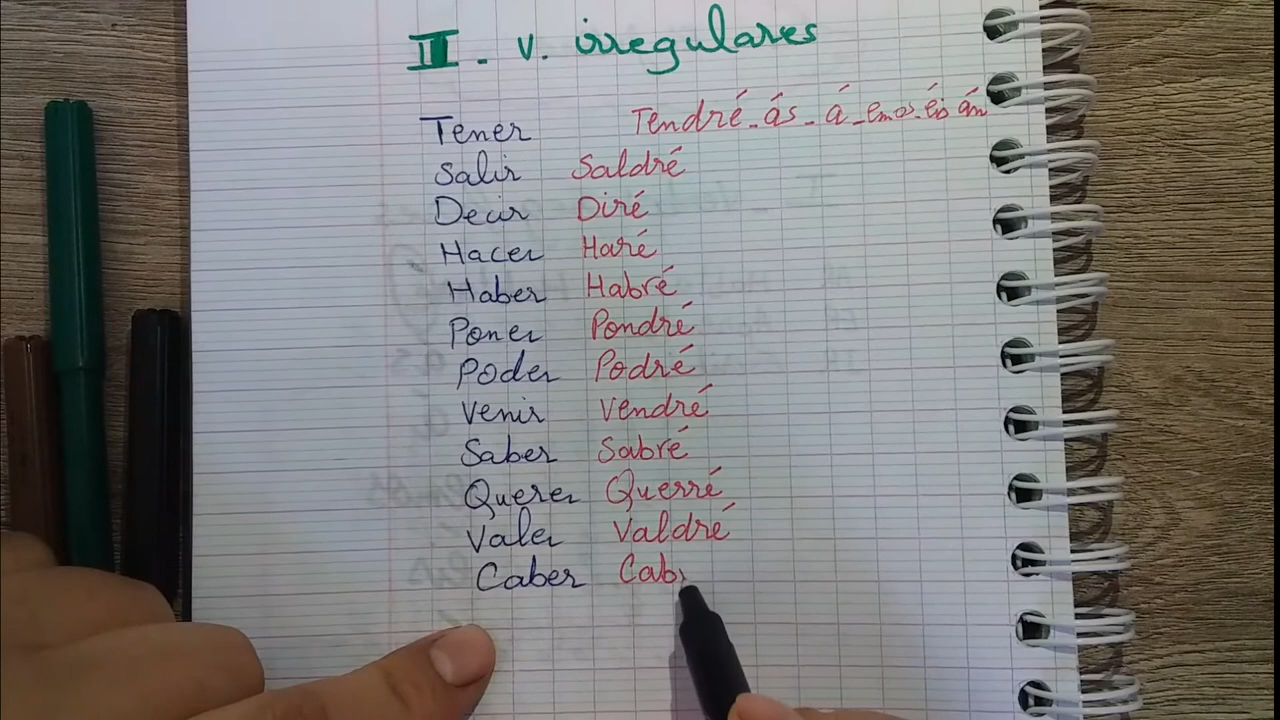 II. v. irregulares
Tener Tendré - ás - á - emos - éis án
Salir Saldré
Decir Diré
Hacer Haré
Haber Habré
Poner Pondré
Poder Podré
Venir Vendré
Saber Sabré
Querer Querré
Valer Valdré
Caber Cab